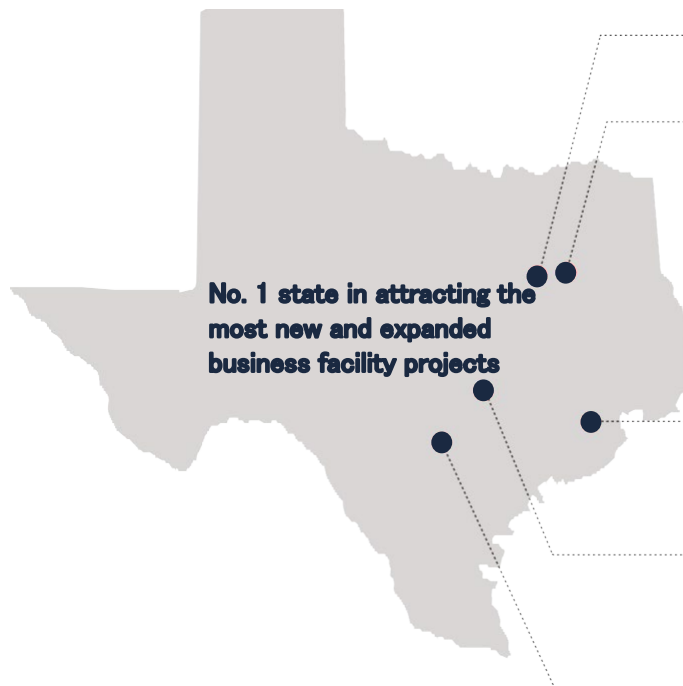 No. 1 state in attracting the
most new and expanded
business facility projects